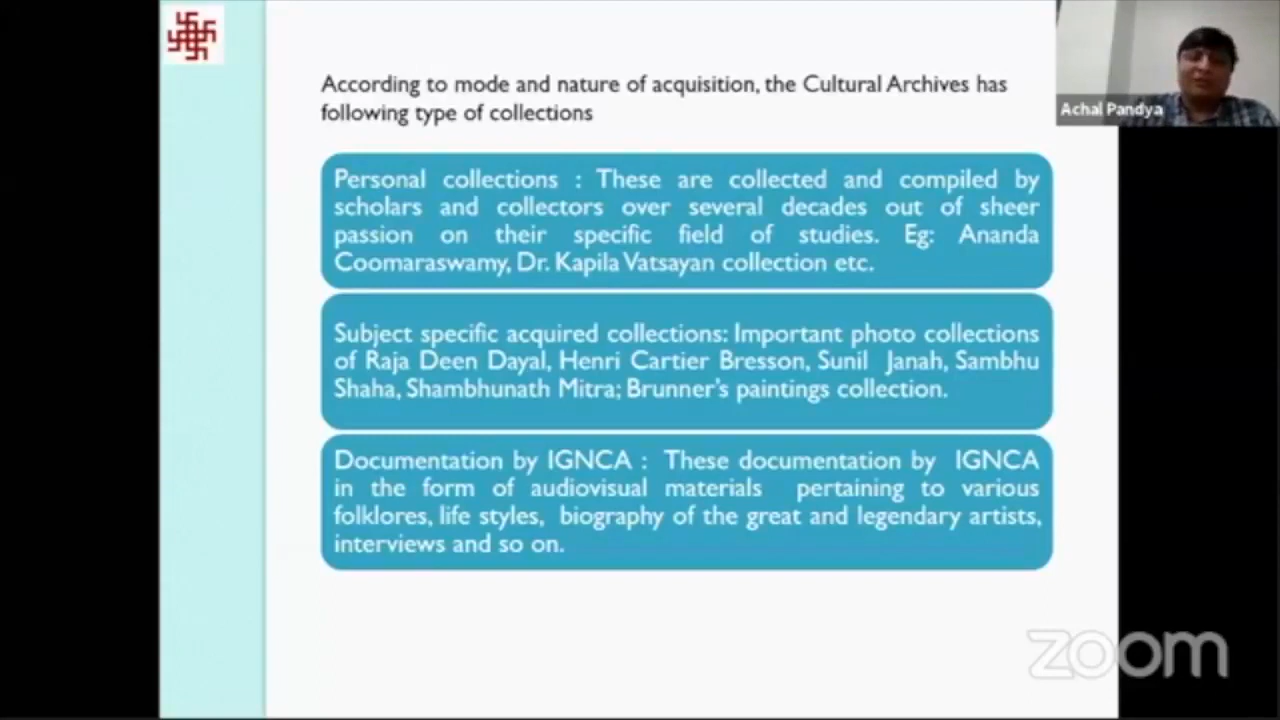 According to mode and nature of acquisition, the Cultural Archives has
following type of collections
Achal Pandya
Personal collections : These are collected and compiled by
scholars and collectors over several decades out of sheer
passion on their specific field of studies. Eg: Ananda
Coomaraswamy, Dr. Kapila Vatsayan collection etc.
Subject specific acquired collections: Important photo collections
of Raja Deen Dayal, Henri Cartier Bresson, Sunil Janah, Sambhu
Shaha, Shambhunath Mitra; Brunner's paintings collection.
Documentation by IGNCA : These documentation by IGNCA
in the form of audiovisual materials pertaining to various
folklores, life styles, biography of the great and legendary artists,
interviews and so on.
zoom